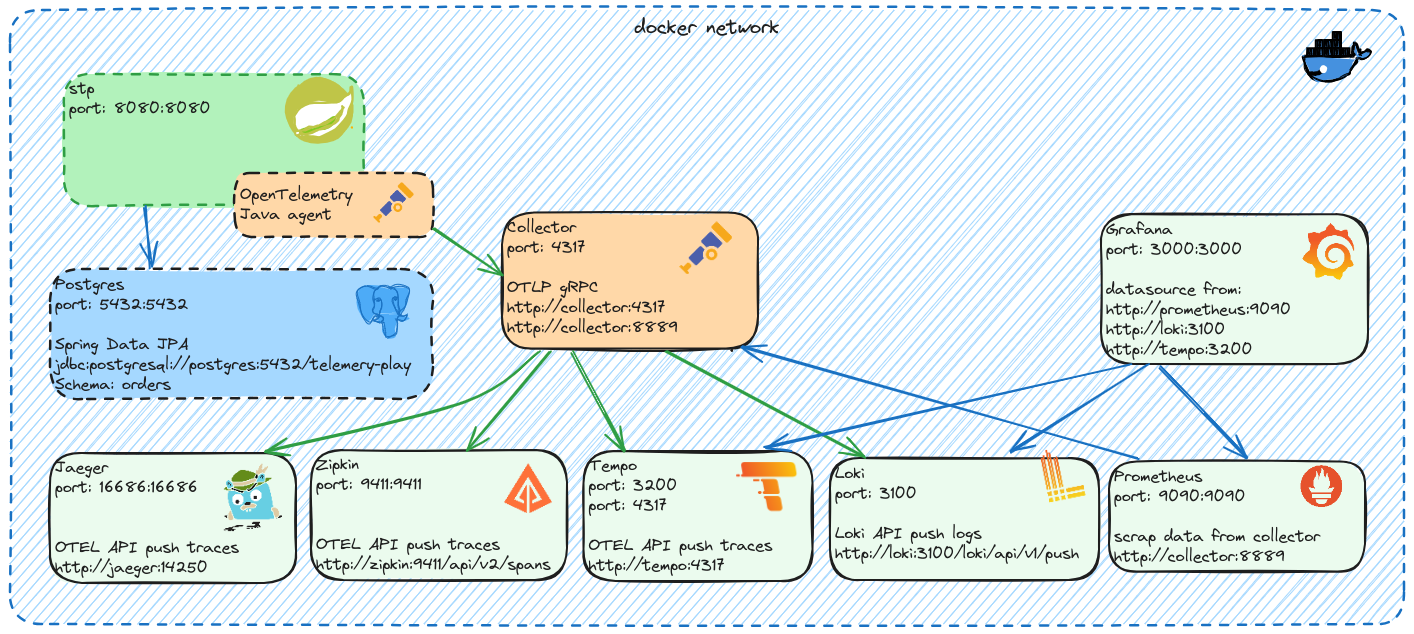 docker network
stp
port: 8080:8080
OpenTelemetry
Java agent
Postgres
port: 5432:5432
Spring Data JPA
jdbc:postgresql://postgres:5432/telemery-play
Schema: orders
Collector
port: 4317
OTLP gRPC
http://collector:4317
http://collector:8889
Grafana
port: 3000:3000
datasource from:
http://prometheus:9090
http://loki:3100
http://tempo:3200
Jaeger
port: 16686:16686
OTEL API push traces
http://jaeger:14250
Zipkin
port: 9411:9411
OTEL API push traces
http://zipkin:9411/api/v2/spans
Tempo
port: 3200
port: 4317
OTEL API push traces
http://tempo:4317
Loki
port: 3100
Loki API push logs
http://loki:3100/loki/api/v1/push
Prometheus
port: 9090:9090
scrap data from collector
http://collector:8889